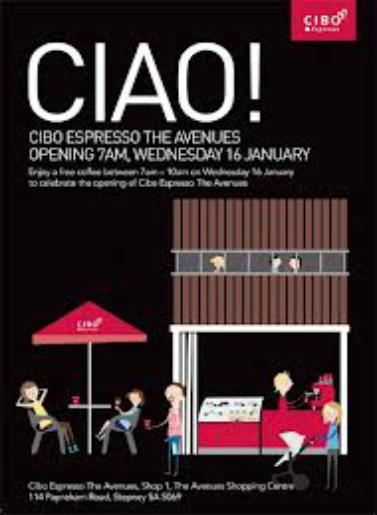 CIBO
Espresso
CIAO!
CIBO ESPRESSO THE AVENUES
OPENING 7AM, WEDNESDAY 16 JANUARY
Enjoy a free coffee between 7am - 10am on Wednesday 16 January
to celebrate the opening of Cibo Espresso The Avenues
CIBO
Cibo Espresso The Avenues, Shop 1, The Avenues Shopping Centre
114 Payneham Road, Stepney SA 5069